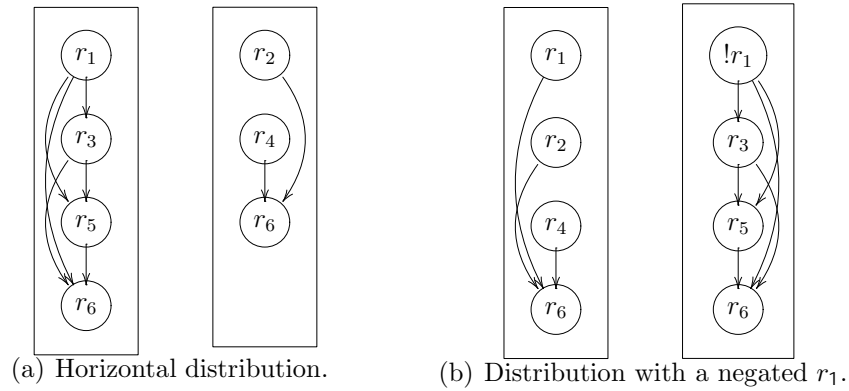 r1
r3
r5
r6
r2
r4
r6
(a) Horizontal distribution.
r1
r2
r4
r6
!r1
r3
r5
r6
(b) Distribution with a negated r1.